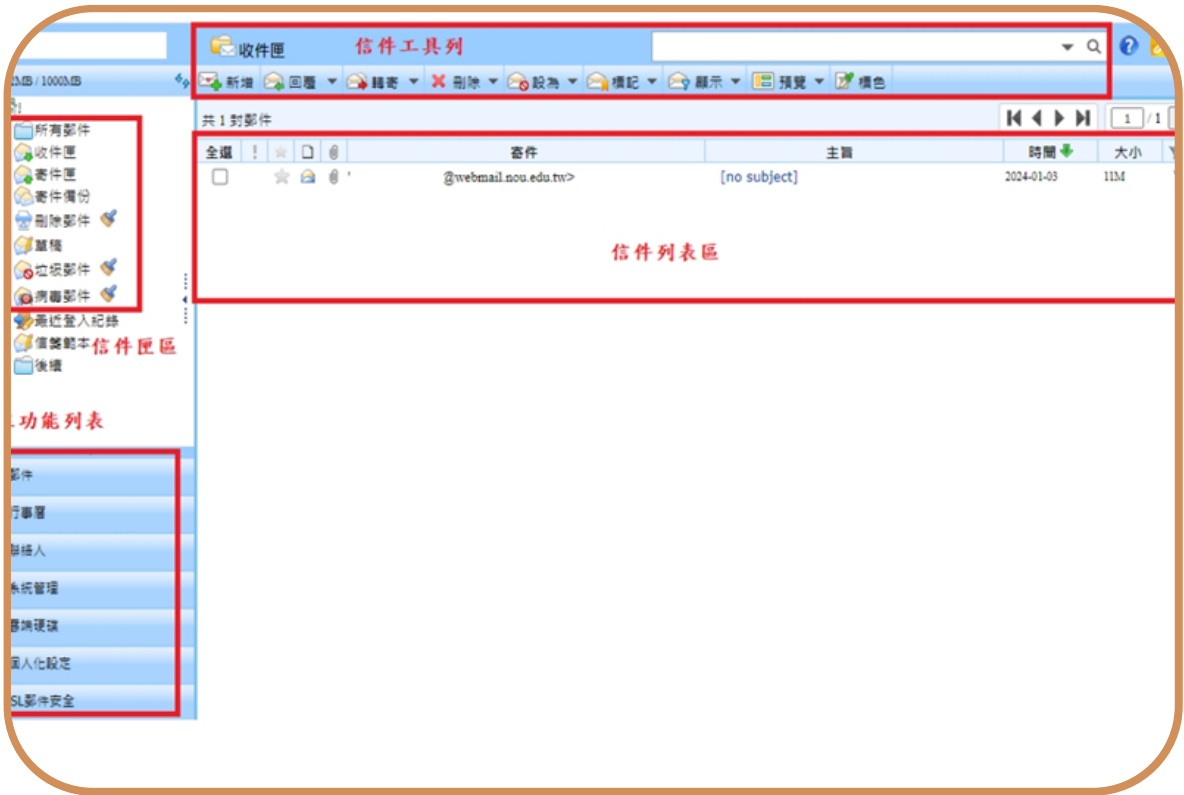 收件匣 信件工具列
MB / 1000MB
新增 回覆 轉寄 刪除 設為 標記 顯示 預覽 標色
共 1 封郵件 1 / 1
全選 ! 寄件 主旨 時間 大小
@webmail.nou.edu.tw> [no subject] 2024-01-03 11M
信件列表區
所有郵件
收件匣
寄件匣
寄件備份
刪除郵件
草稿
垃圾郵件
病毒郵件
最近登入紀錄
信箋範本
信件匣區
後續
功能列表
郵件
行事曆
聯絡人
系統管理
雲端硬碟
個人化設定
SL郵件安全